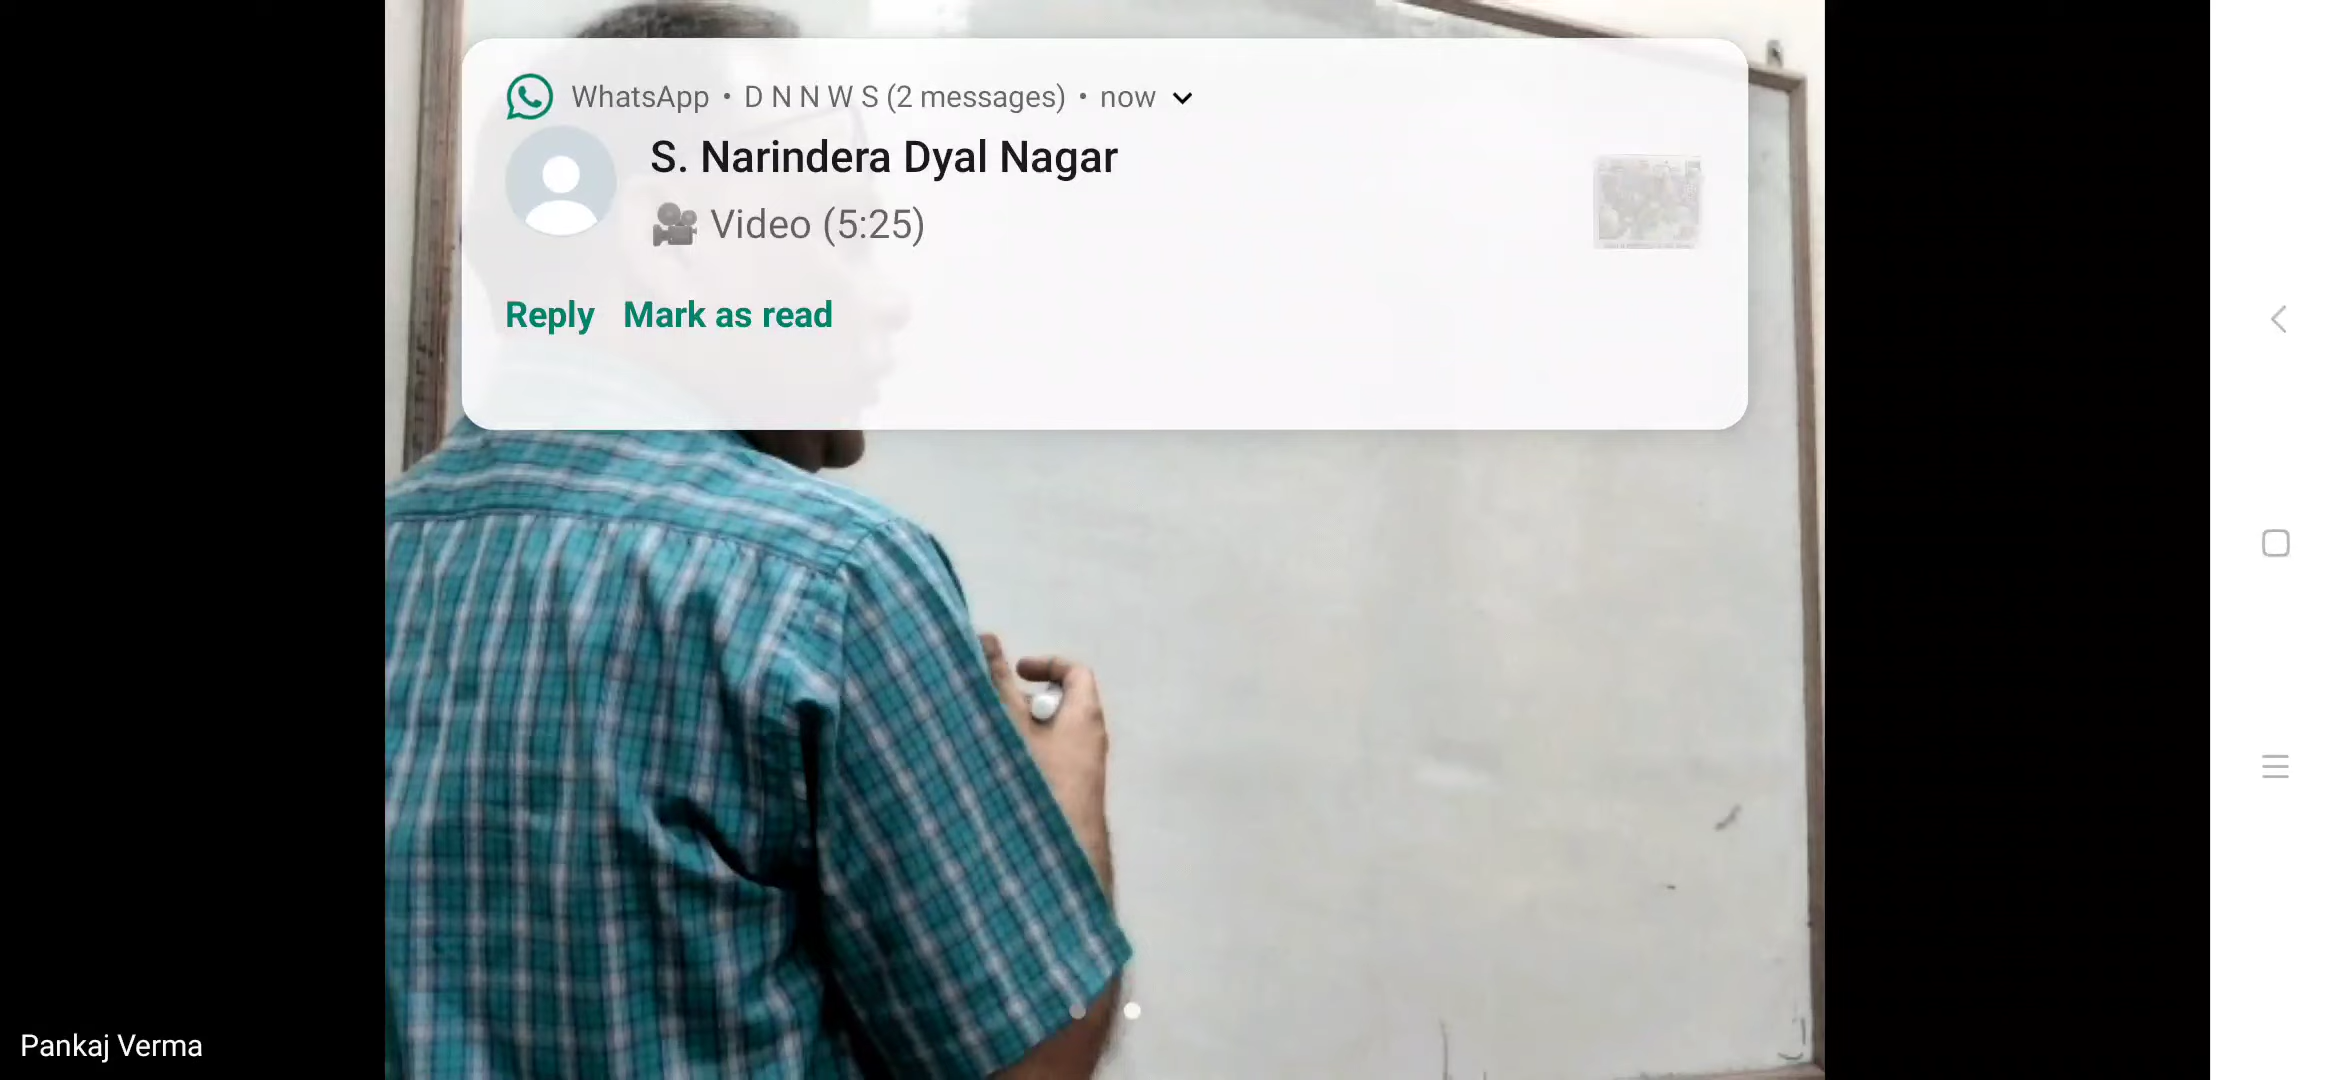 WhatsApp • D N N W S (2 messages) • now
S. Narindera Dyal Nagar
Video (5:25)
Reply Mark as read
Pankaj Verma